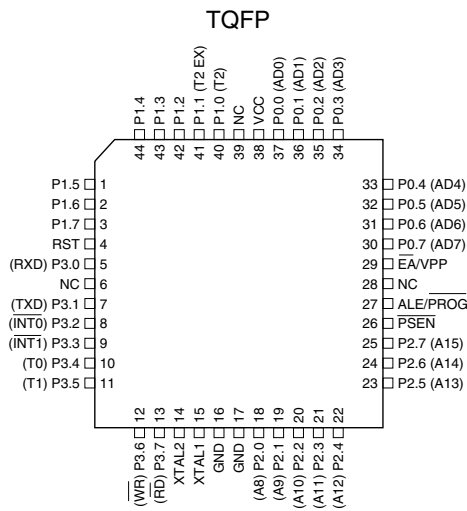 TQFP
P1.4
P1.3
P1.2
P1.1 (T2 EX)
P1.0 (T2)
NC
VCC
P0.0 (AD0)
P0.1 (AD1)
P0.2 (AD2)
P0.3 (AD3)
44
43
42
41
40
39
38
37
36
35
34
P1.5 1
P1.6 2
P1.7 3
RST 4
(RXD) P3.0 5
NC 6
(TXD) P3.1 7
(INT0) P3.2 8
(INT1) P3.3 9
(T0) P3.4 10
(T1) P3.5 11
33 P0.4 (AD4)
32 P0.5 (AD5)
31 P0.6 (AD6)
30 P0.7 (AD7)
29 EA/VPP
28 NC
27 ALE/PROG
26 PSEN
25 P2.7 (A15)
24 P2.6 (A14)
23 P2.5 (A13)
12
13
14
15
16
17
18
19
20
21
22
(WR) P3.6
(RD) P3.7
XTAL2
XTAL1
GND
GND
(A8) P2.0
(A9) P2.1
(A10) P2.2
(A11) P2.3
(A12) P2.4